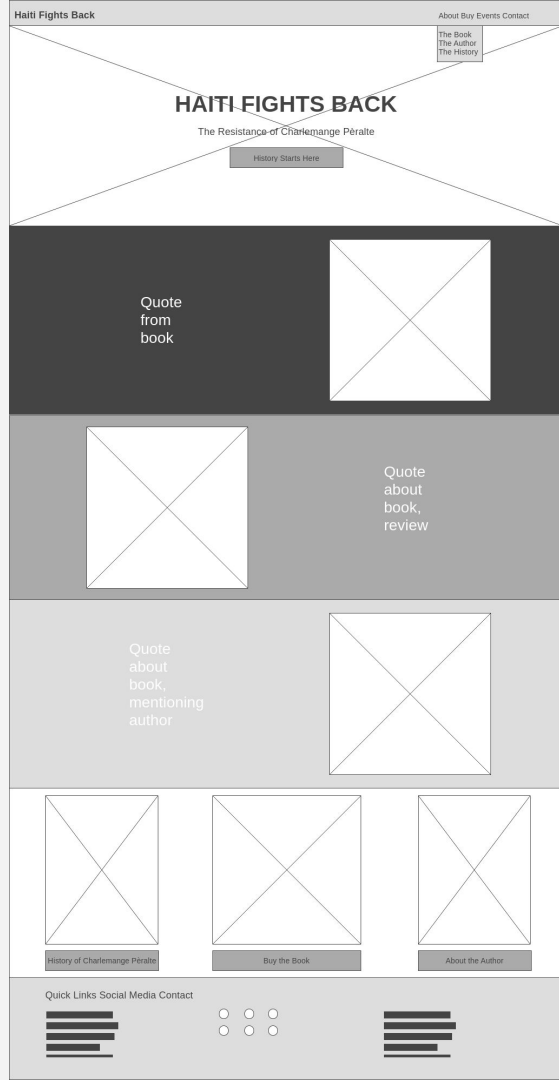 Haiti Fights Back
About Buy Events Contact
The Book
The Author
The History
HAITI FIGHTS BACK
The Resistance of Charlemange Péralte
History Starts Here
Quote
from
book
Quote
about
book,
review
Quote
about
book,
mentioning
author
History of Charlemange Péralte
Buy the Book
About the Author
Quick Links Social Media Contact